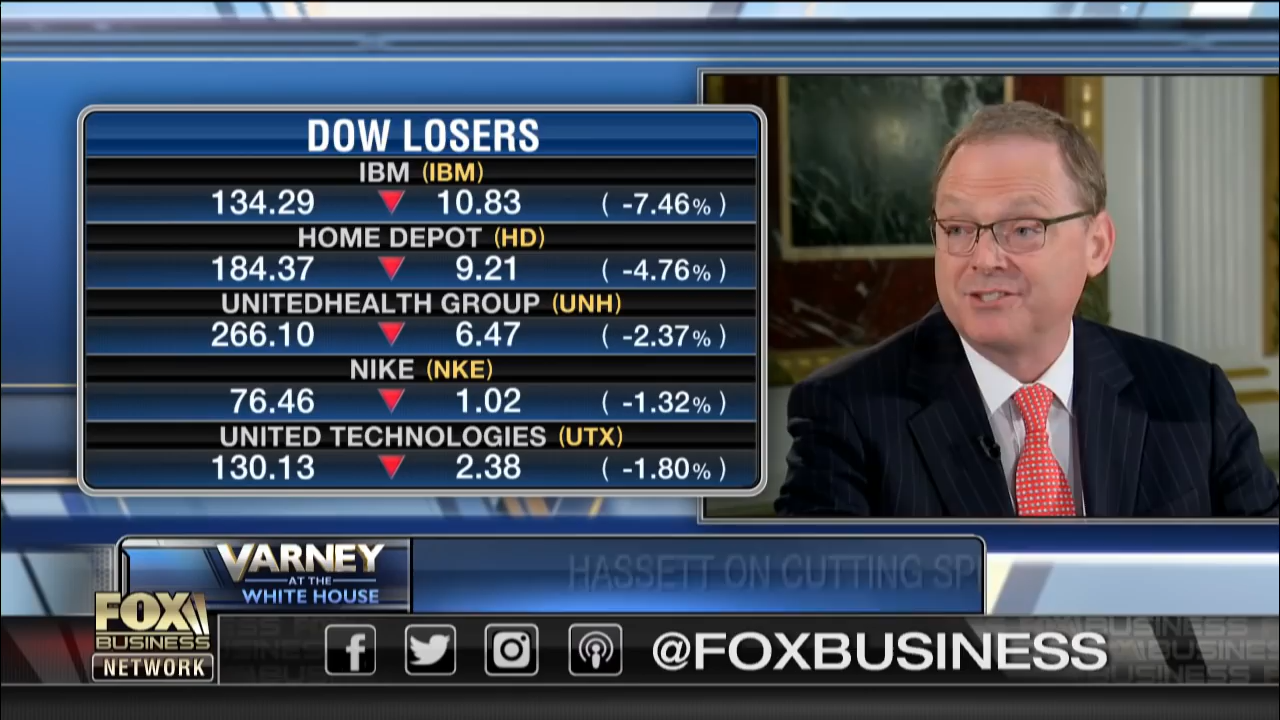 DOW LOSERS
IBM (IBM)
134.29 ▼ 10.83 ( -7.46% )
HOME DEPOT (HD)
184.37 ▼ 9.21 ( -4.76% )
UNITEDHEALTH GROUP (UNH)
266.10 ▼ 6.47 ( -2.37% )
NIKE (NKE)
76.46 ▼ 1.02 ( -1.32% )
UNITED TECHNOLOGIES (UTX)
130.13 ▼ 2.38 ( -1.80% )
VARNEY
AT THE
WHITE HOUSE
HASSETT ON CUTTING
FOX
BUSINESS
NETWORK
@FOXBUSINESS